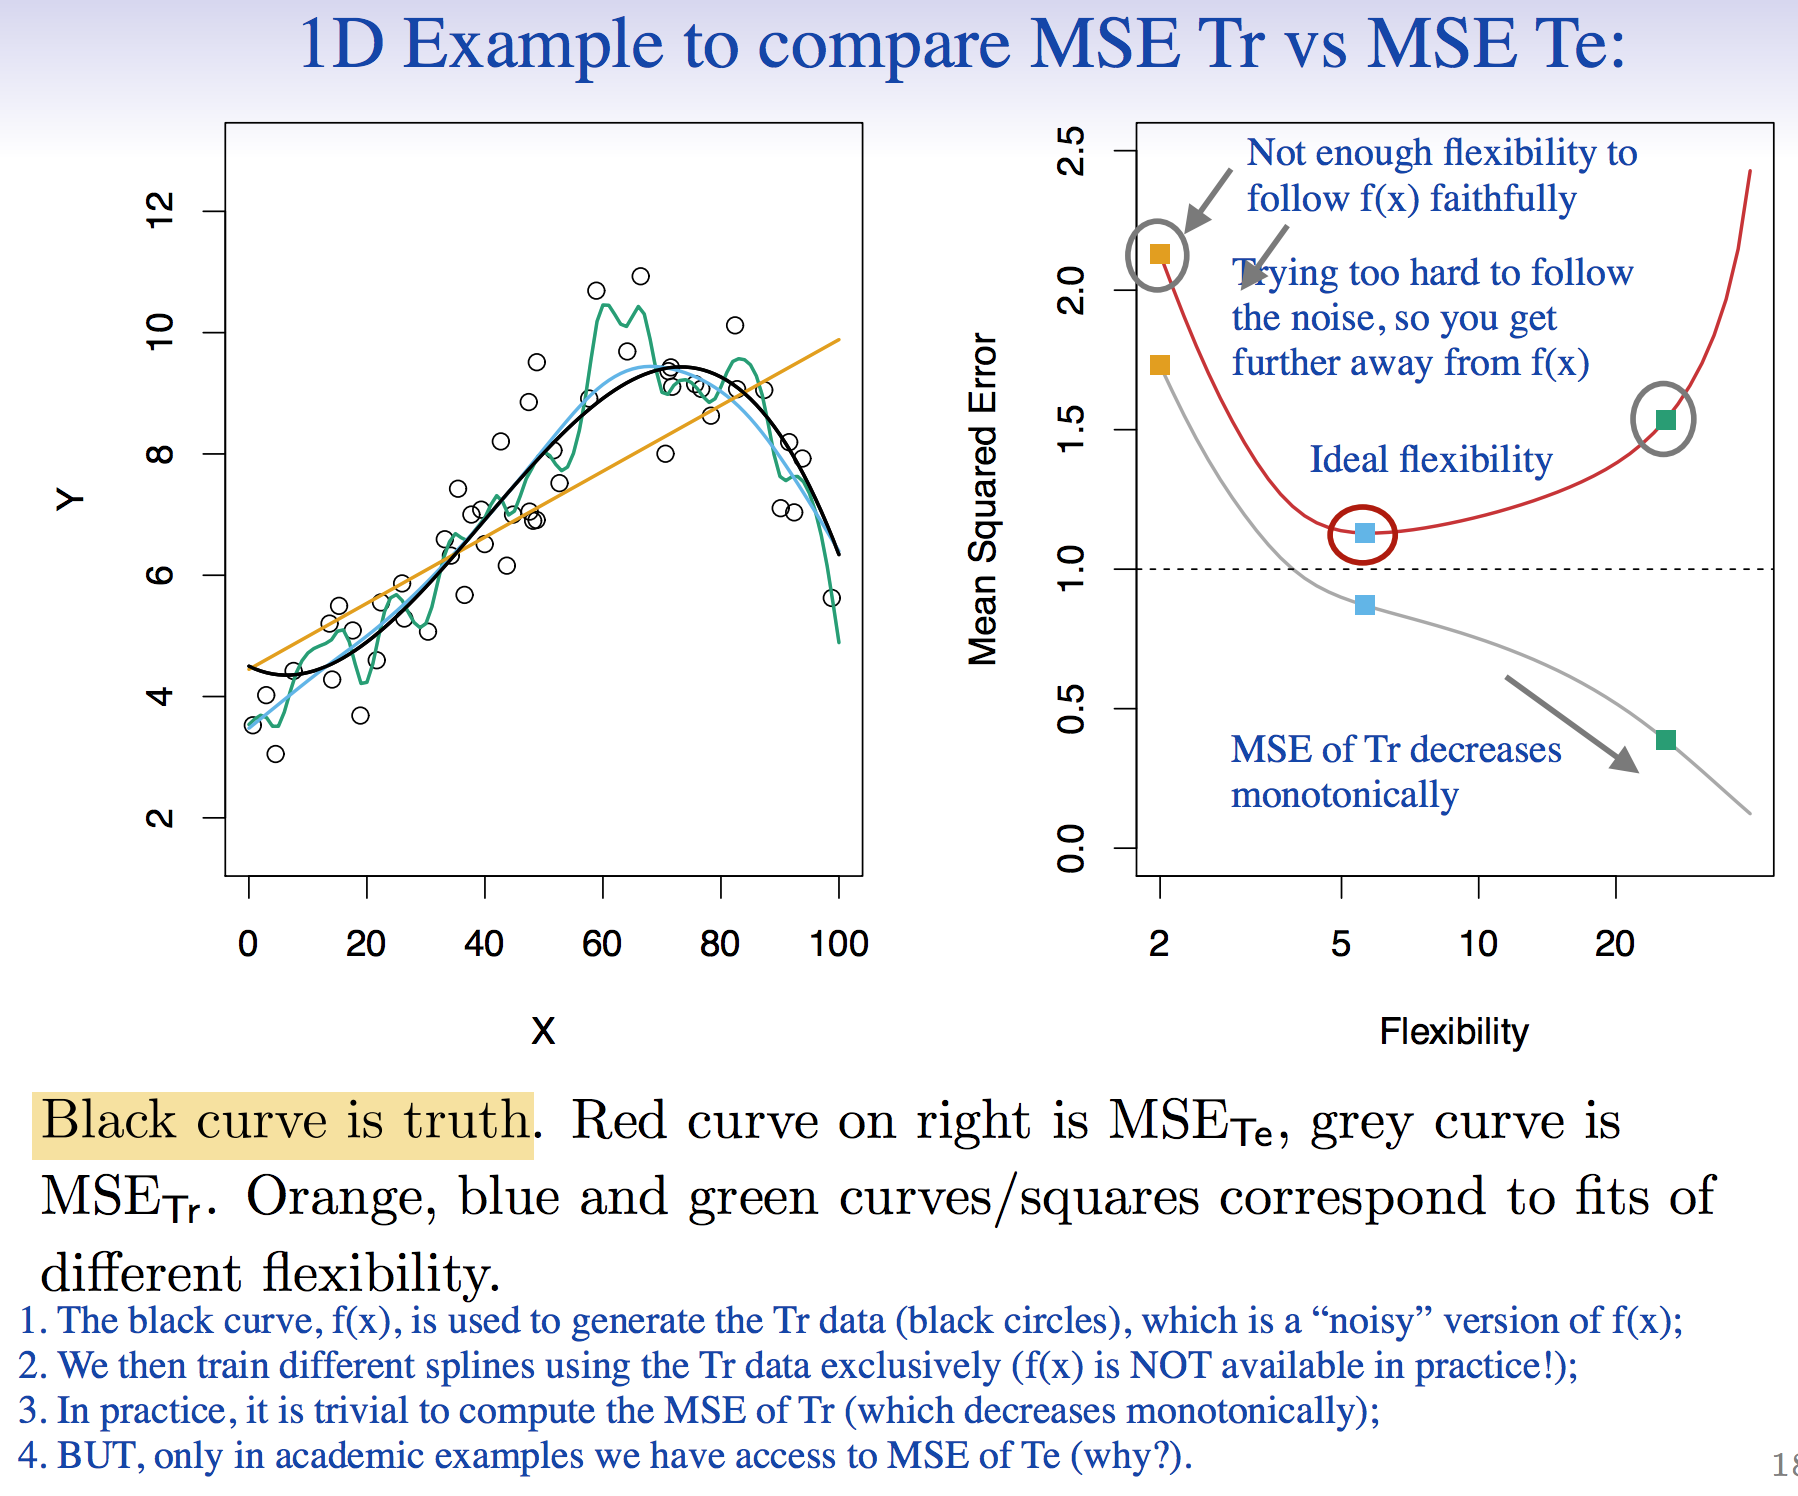 1D Example to compare MSE Tr vs MSE Te:
12
10
8
6
4
2
Y
0 20 40 60 80 100
X
2.5
2.0
1.5
1.0
0.5
0.0
Mean Squared Error
Not enough flexibility to
follow f(x) faithfully
Trying too hard to follow
the noise, so you get
further away from f(x)
Ideal flexibility
MSE of Tr decreases
monotonically
2 5 10 20
Flexibility
Black curve is truth. Red curve on right is MSE_Te, grey curve is
MSE_Tr. Orange, blue and green curves/squares correspond to fits of
different flexibility.
1. The black curve, f(x), is used to generate the Tr data (black circles), which is a “noisy” version of f(x);
2. We then train different splines using the Tr data exclusively (f(x) is NOT available in practice!);
3. In practice, it is trivial to compute the MSE of Tr (which decreases monotonically);
4. BUT, only in academic examples we have access to MSE of Te (why?).
18